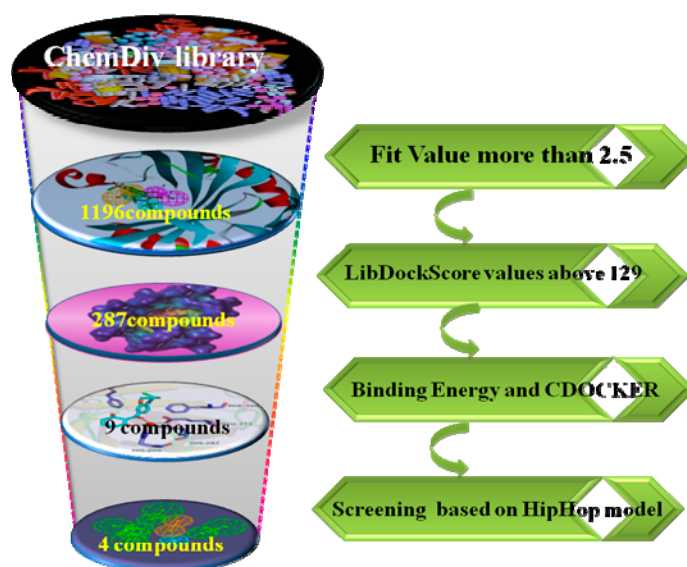 ChemDiv library
1196compounds
287compounds
9 compounds
4 compounds
Fit Value more than 2.5
LibDockScore values above 129
Binding Energy and CDOCKER
Screening based on HipHop model